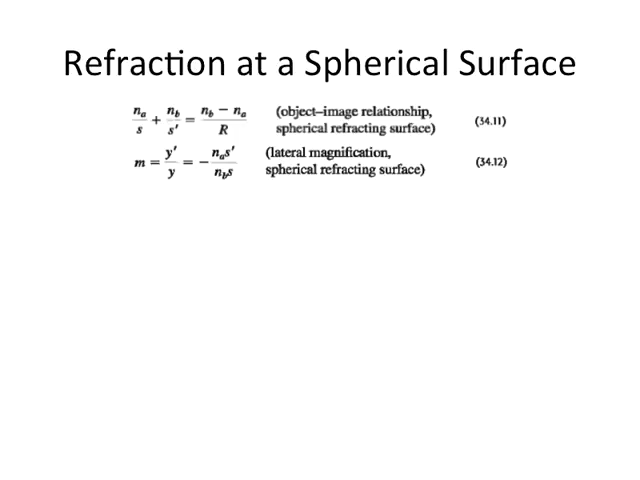 Refraction at a Spherical Surface
n_a/s + n_b/s′ = (n_b − n_a)/R (object–image relationship, spherical refracting surface) (34.11)
m = y′/y = −n_a s′/n_b s (lateral magnification, spherical refracting surface) (34.12)